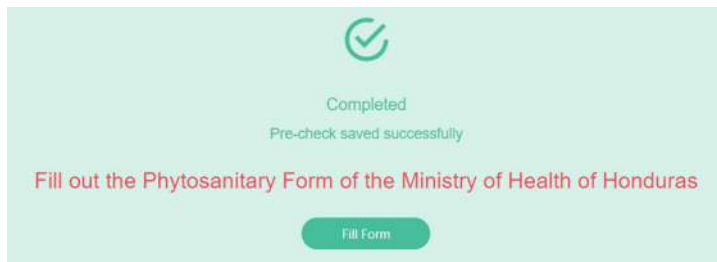 Completed
Pre-check saved successfully
Fill out the Phytosanitary Form of the Ministry of Health of Honduras
Fill Form